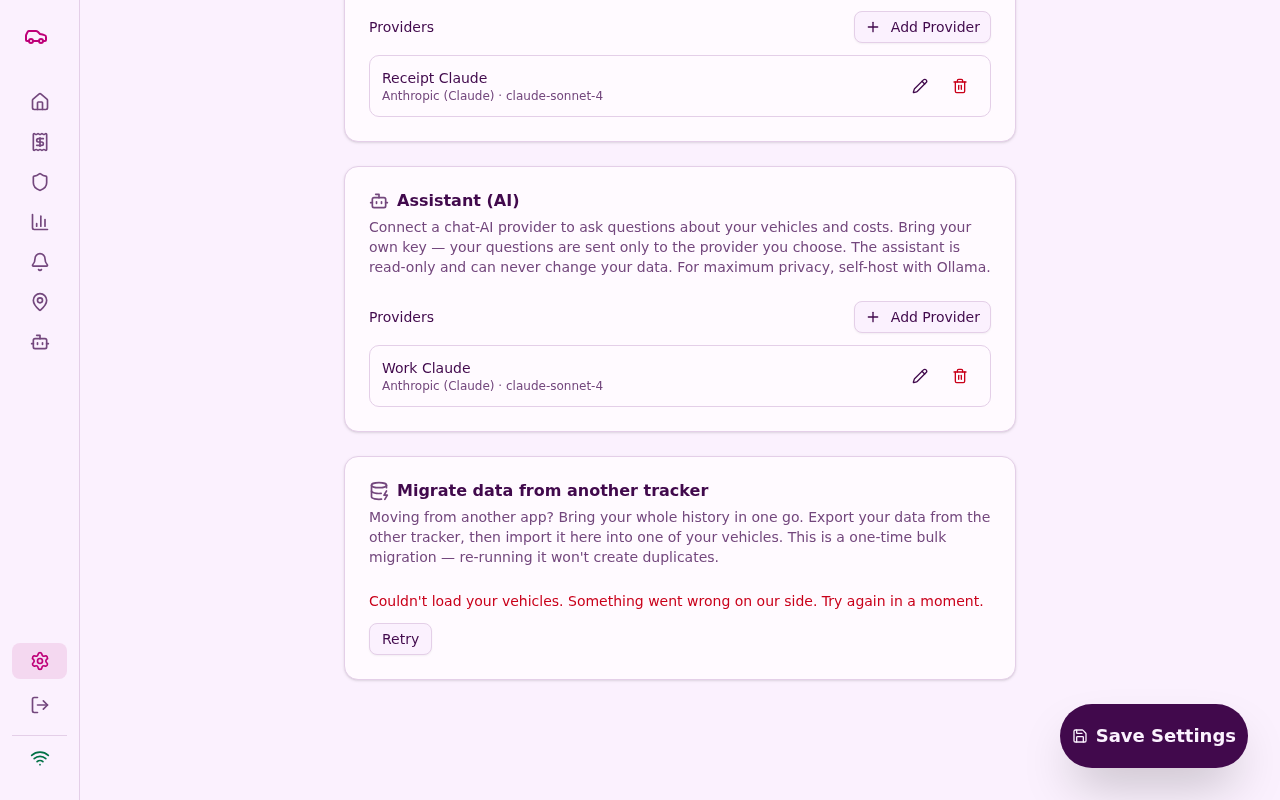 Providers
Add Provider
Receipt Claude
Anthropic (Claude) · claude-sonnet-4
Assistant (AI)
Connect a chat-AI provider to ask questions about your vehicles and costs. Bring your
own key — your questions are sent only to the provider you choose. The assistant is
read-only and can never change your data. For maximum privacy, self-host with Ollama.
Providers
Add Provider
Work Claude
Anthropic (Claude) · claude-sonnet-4
Migrate data from another tracker
Moving from another app? Bring your whole history in one go. Export your data from the
other tracker, then import it here into one of your vehicles. This is a one-time bulk
migration — re-running it won't create duplicates.
Couldn't load your vehicles. Something went wrong on our side. Try again in a moment.
Retry
Save Settings